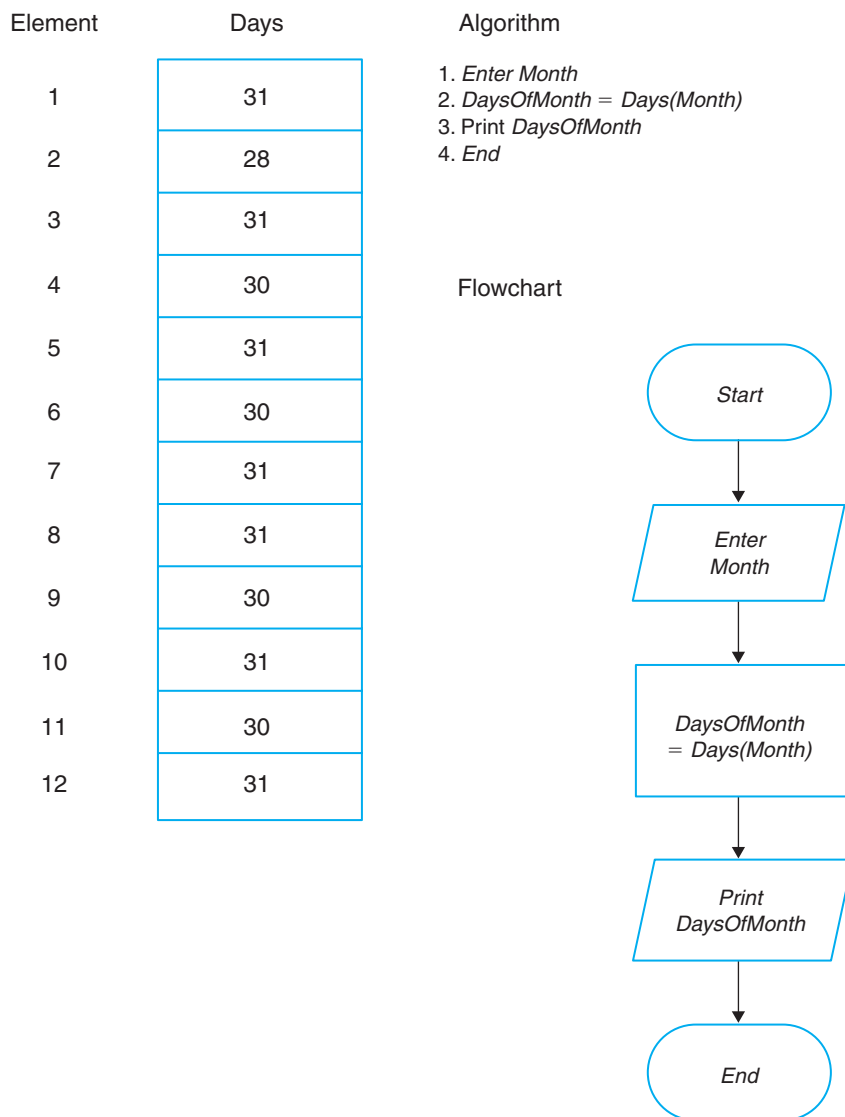 Element Days Algorithm
1 31
2 28
3 31
4 30
5 31
6 30
7 31
8 31
9 30
10 31
11 30
12 31
1. Enter Month
2. DaysOfMonth = Days(Month)
3. Print DaysOfMonth
4. End
Flowchart
Start
Enter
Month
DaysOfMonth
= Days(Month)
Print
DaysOfMonth
End